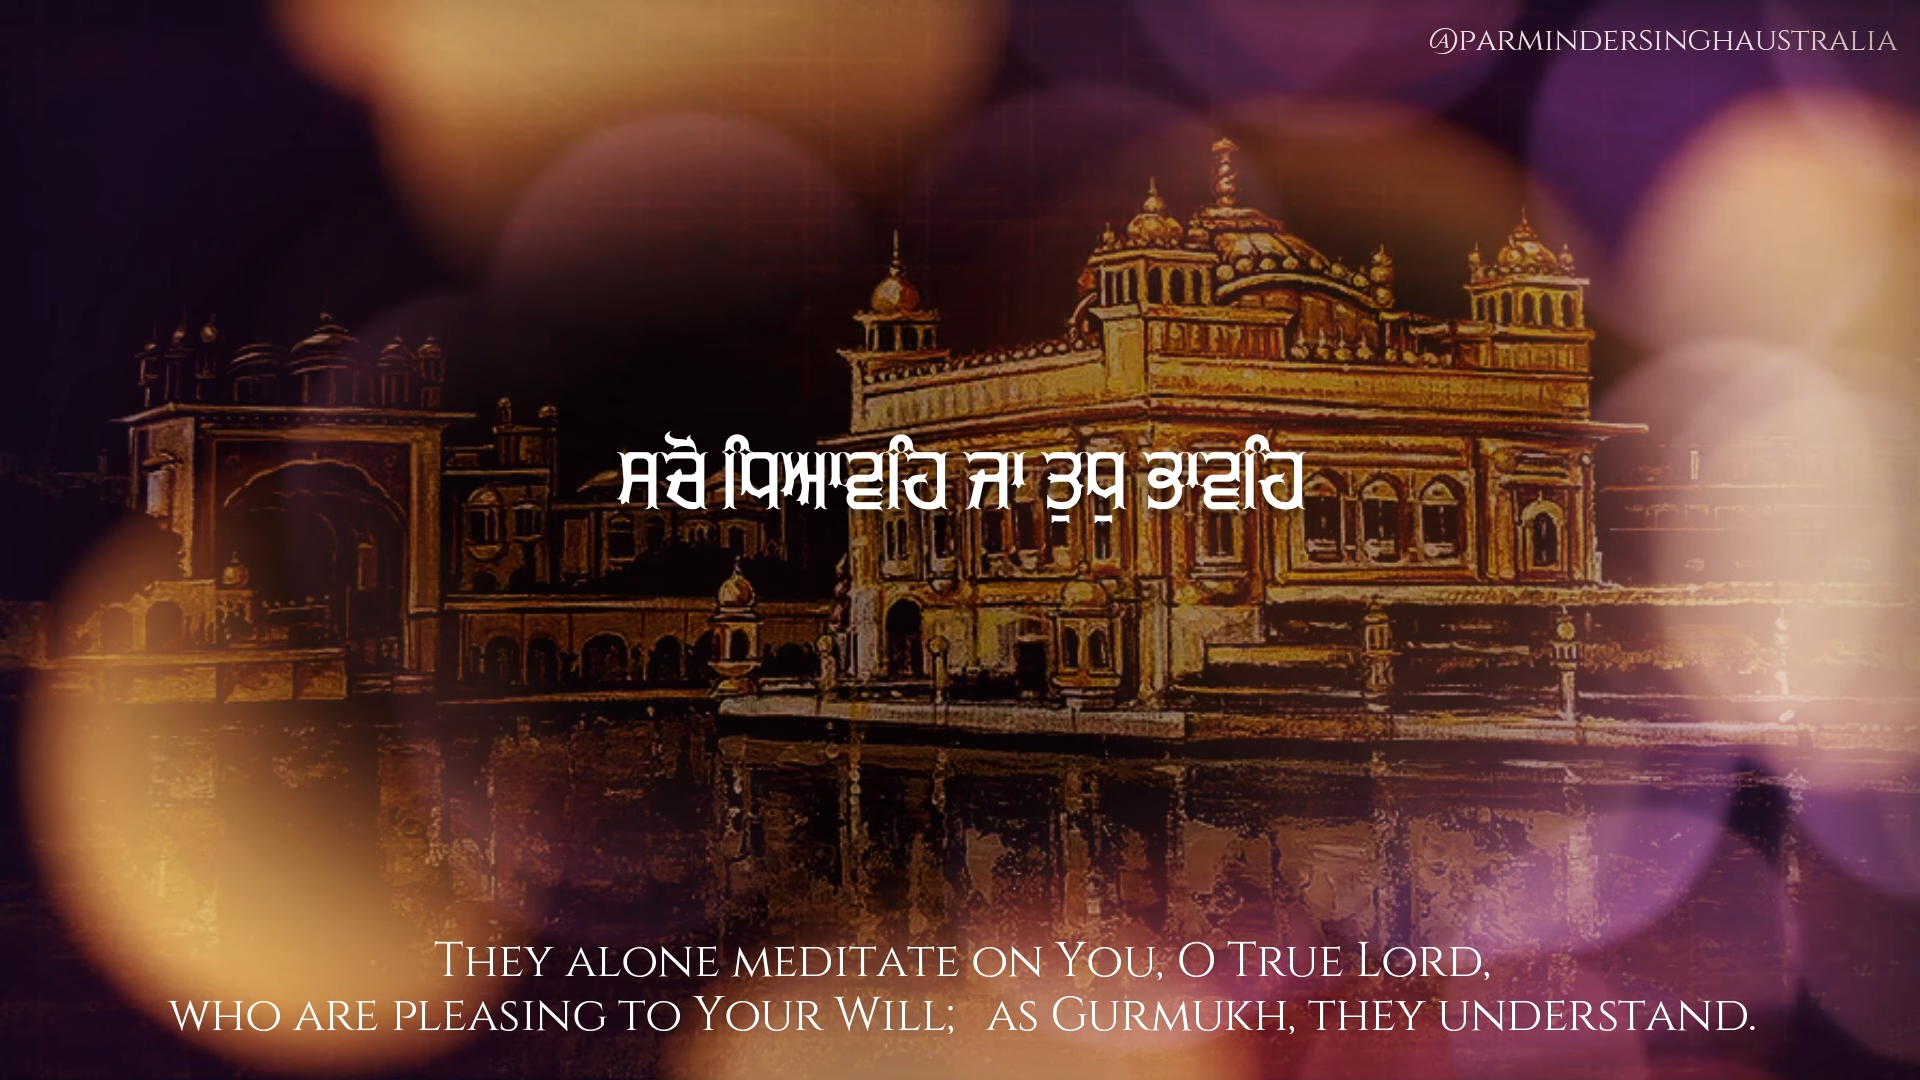 @parmindersinghaustralia
ਸਚੌ ਧਿਆਵਹਿ ਜਾ ਤੁਧੁ ਭਾਵਹਿ
They alone meditate on You, O True Lord,
who are pleasing to Your Will; as Gurmukh, they understand.